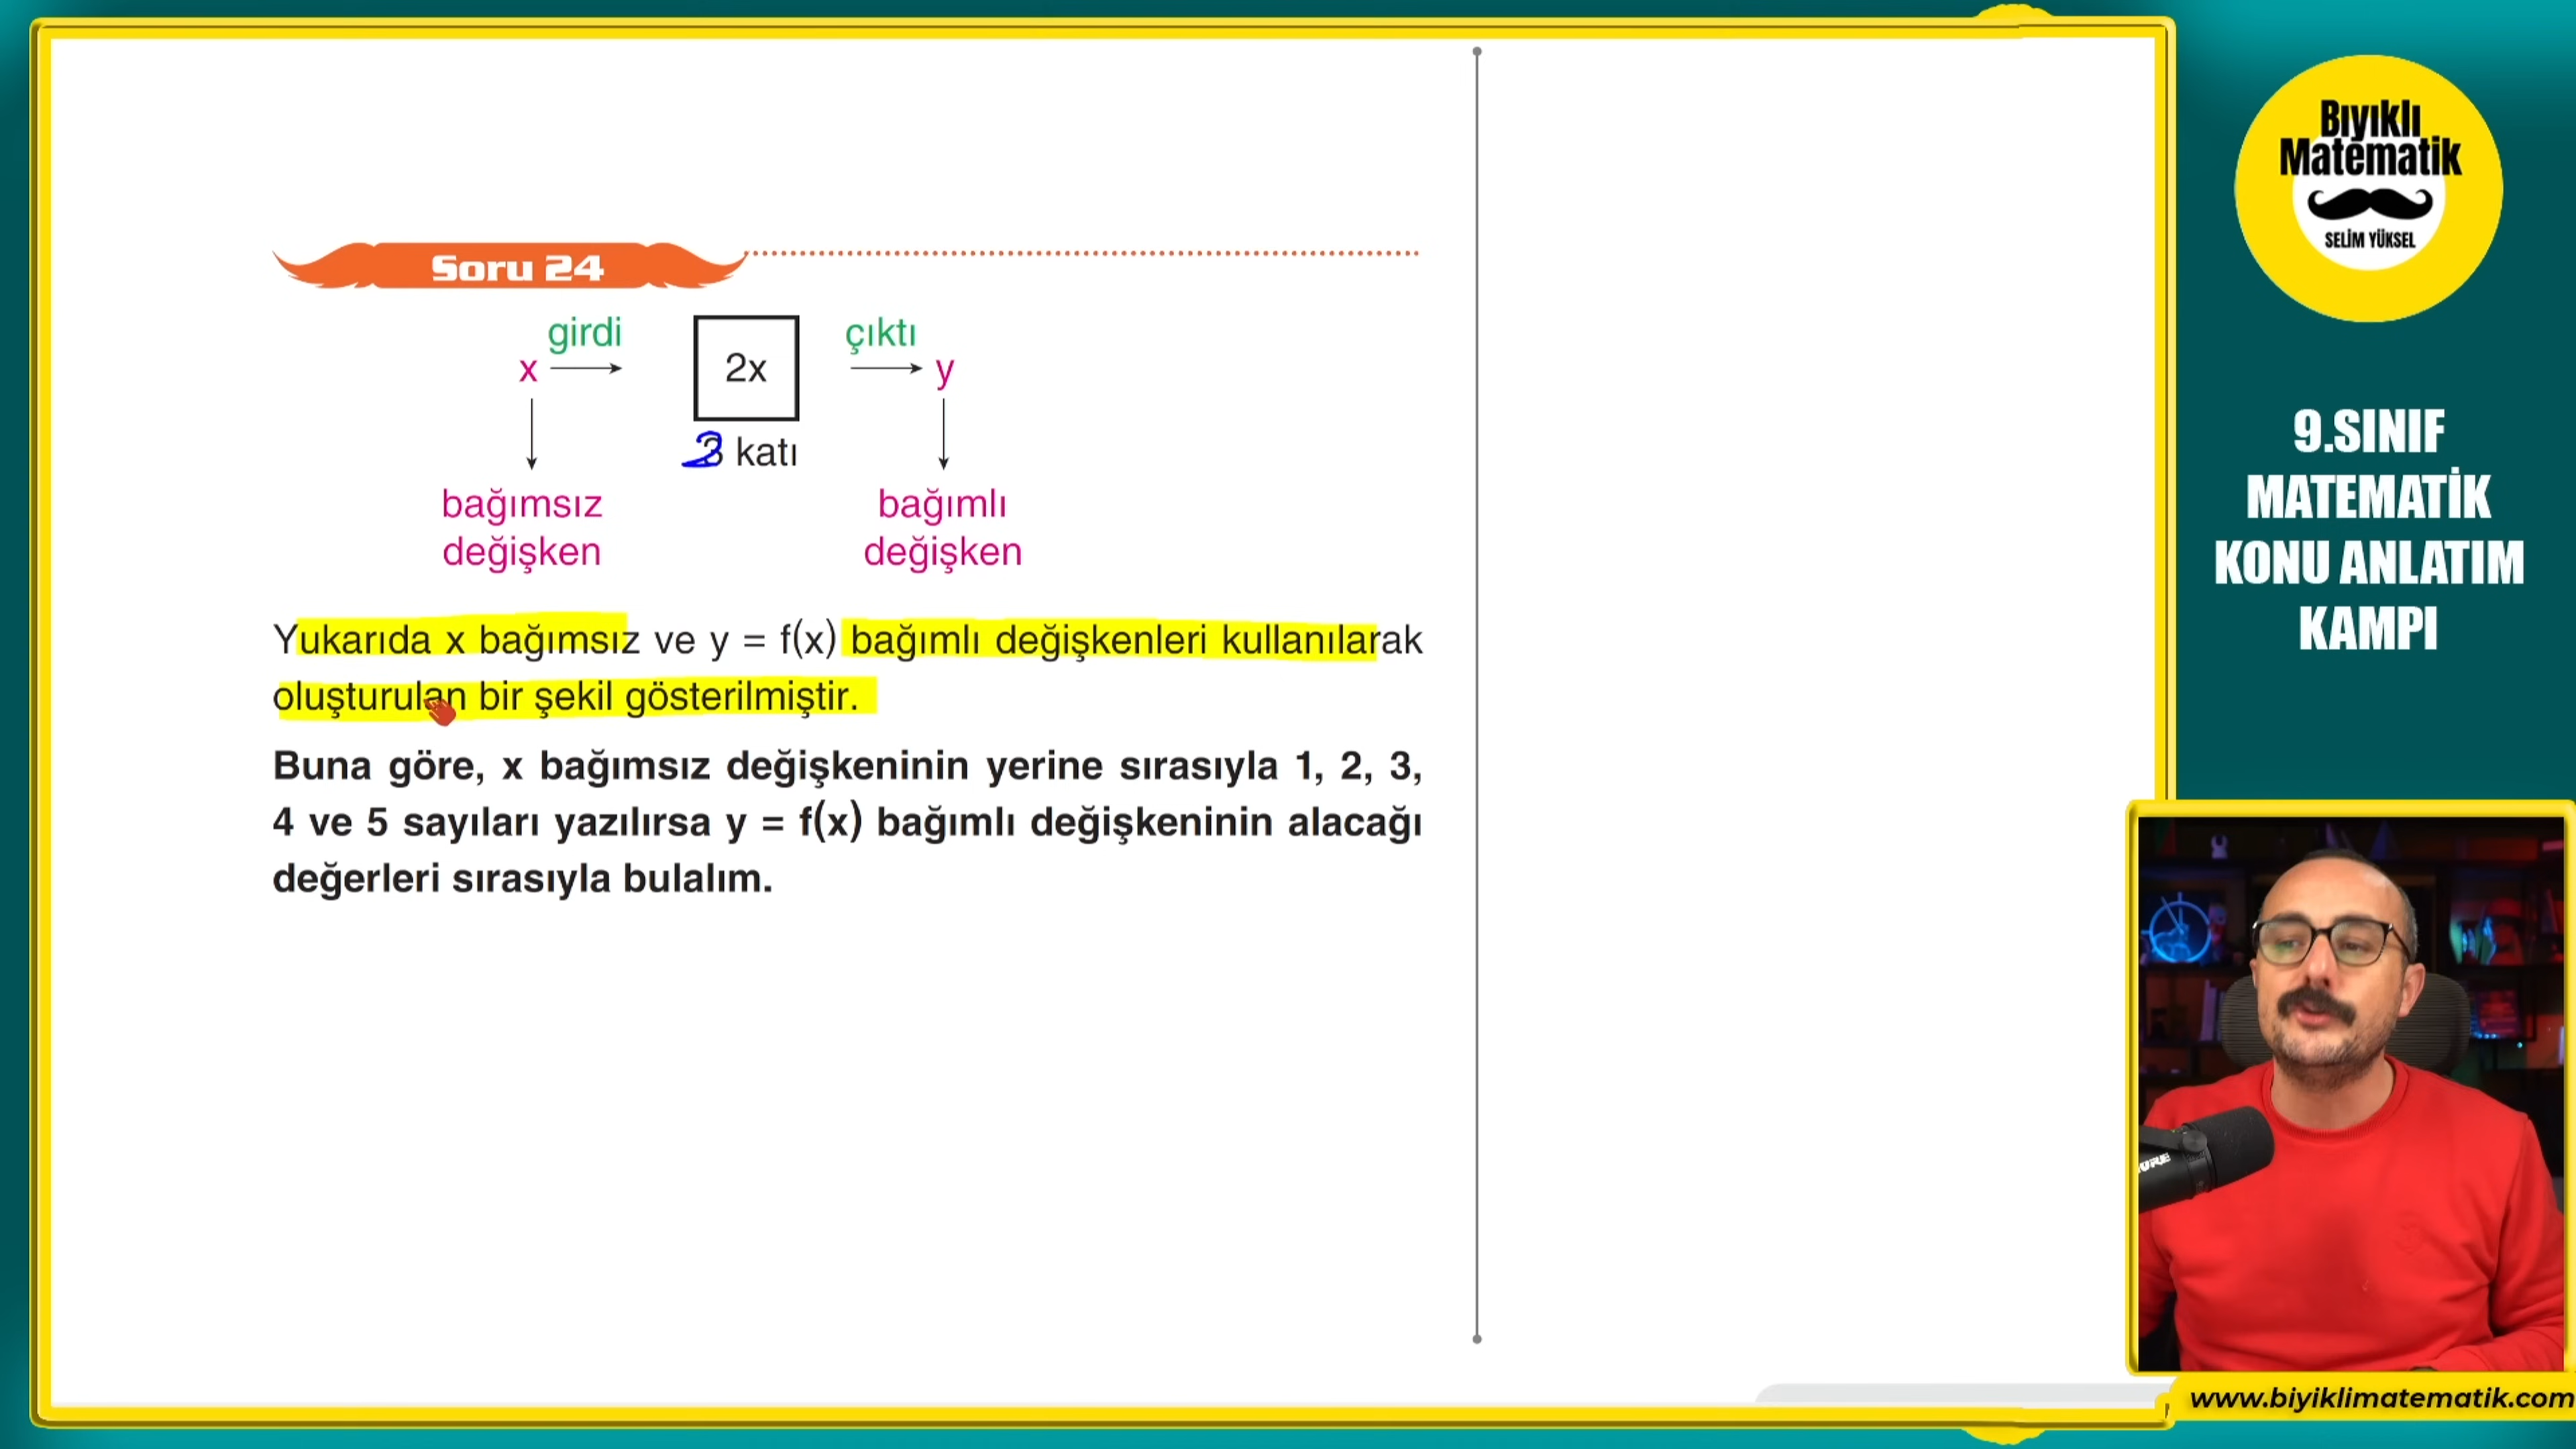 Soru 24
girdi
çıktı
x
2x
y
2 katı
bağımsız
değişken
bağımlı
değişken
Yukarıda x bağımsız ve y = f(x) bağımlı değişkenleri kullanılarak
oluşturulan bir şekil gösterilmiştir.
Buna göre, x bağımsız değişkeninin yerine sırasıyla 1, 2, 3,
4 ve 5 sayıları yazılırsa y = f(x) bağımlı değişkeninin alacağı
değerleri sırasıyla bulalım.
Bıyıklı
Matematik
SELİM YÜKSEL
9.SINIF
MATEMATİK
KONU ANLATIM
KAMPI
www.biyiklimatematik.com